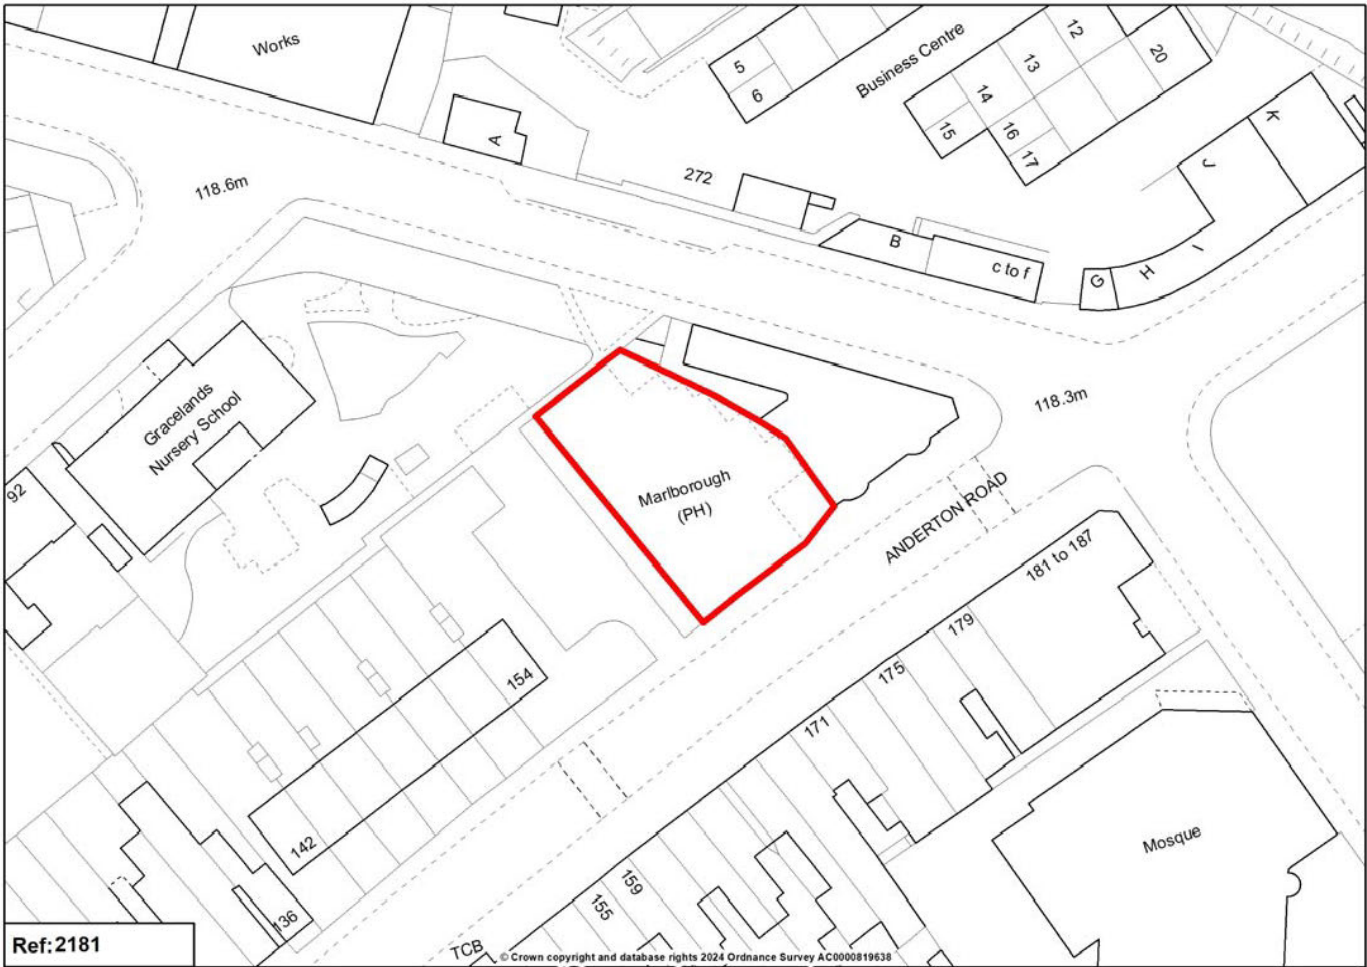 Works
118.6m
A
5
6
Business Centre
12
13
14
15
16
17
20
K
J
I
H
G
272
B
c to f
118.3m
Gracelands
Nursery School
92
Marlborough
(PH)
ANDERTON ROAD
181 to 187
179
175
171
154
142
136
159
155
Mosque
TCB
Ref:2181
© Crown copyright and database rights 2024 Ordnance Survey AC0000819638